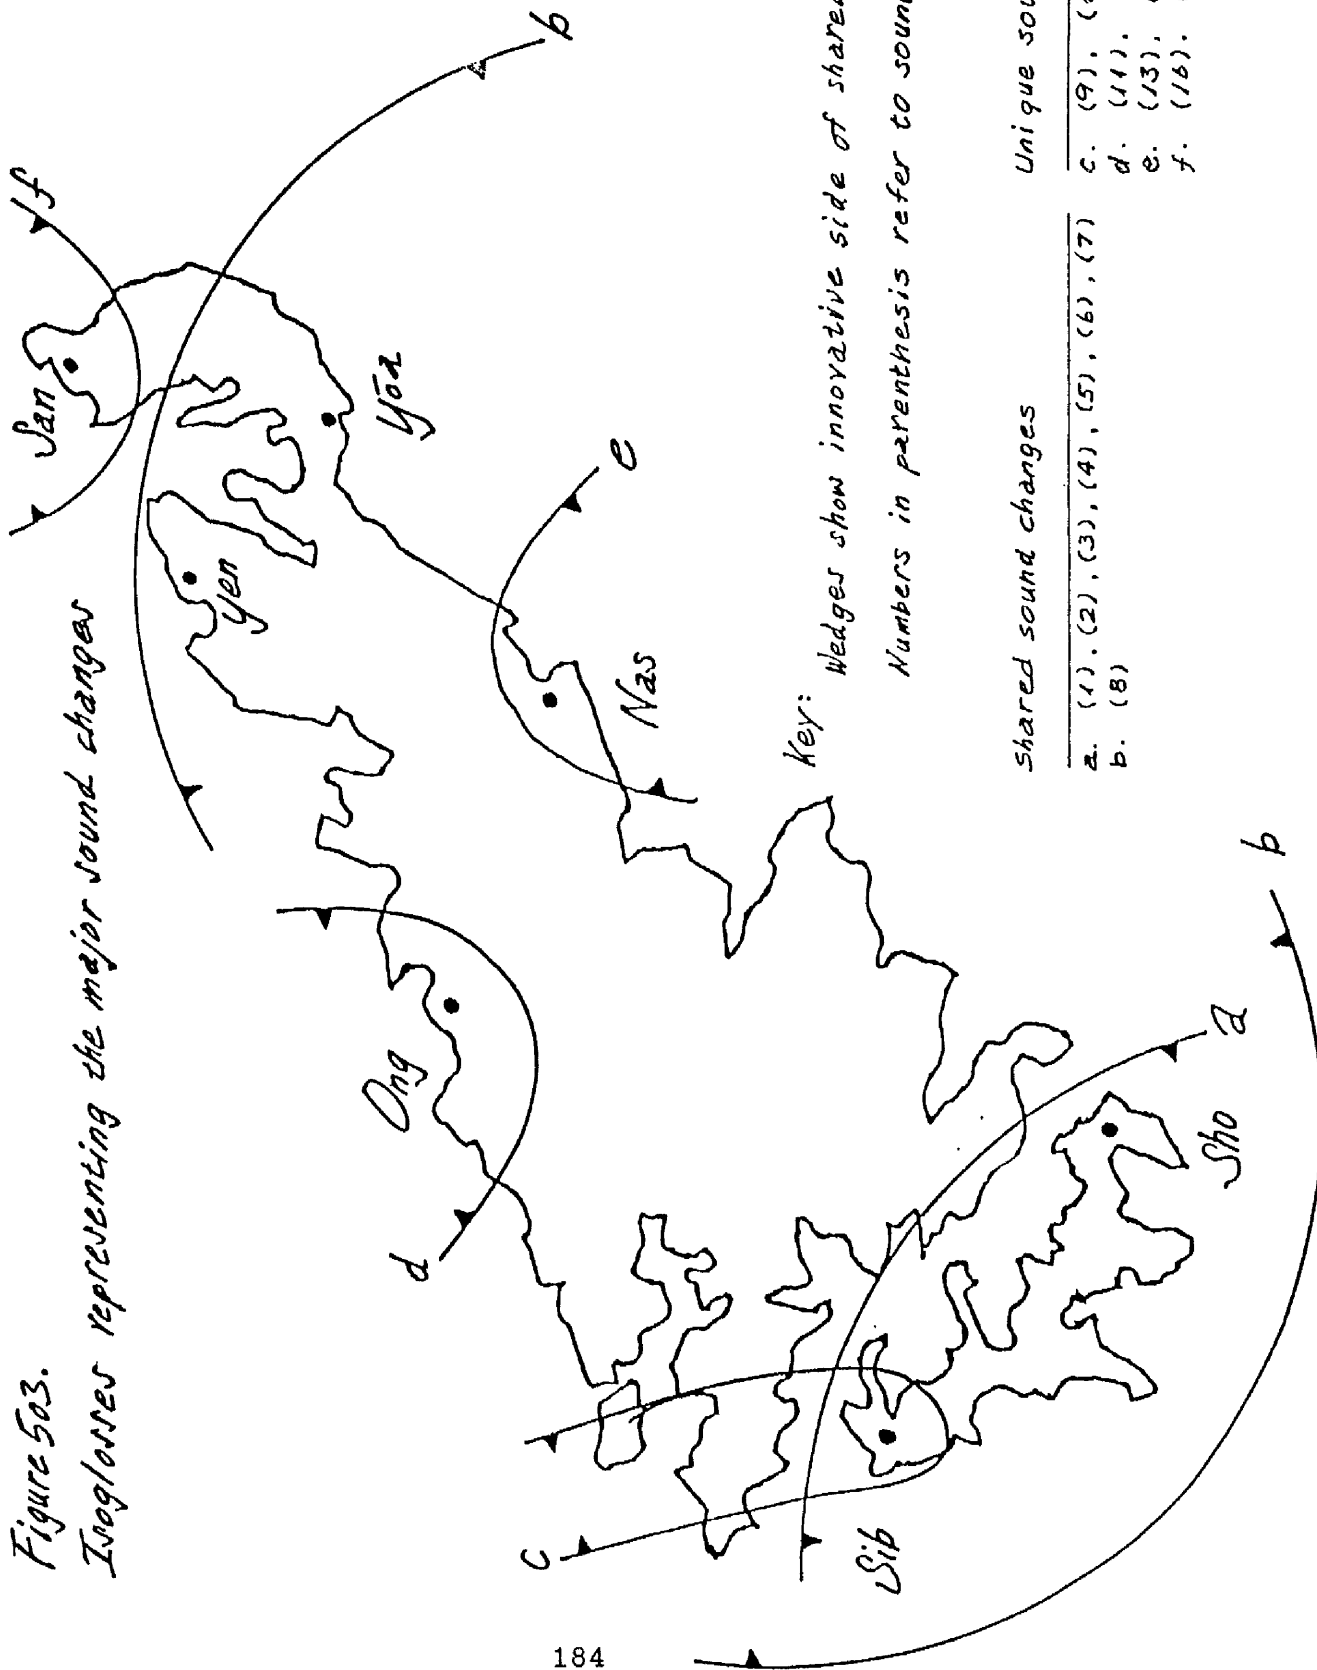 Figure 503.
Isoglosses representing the major sound changes
San
f
b
Yen
Yön
e
Nas
Ong
d
c
Sib
Sho
a
b
Key: Wedges show innovative side of shared
Numbers in parenthesis refer to soun
Shared sound changes
a. (1), (2), (3), (4), (5), (6), (7)
b. (8)
Unique sou
c. (9), (
d. (11),
e. (13), (
f. (16),
184